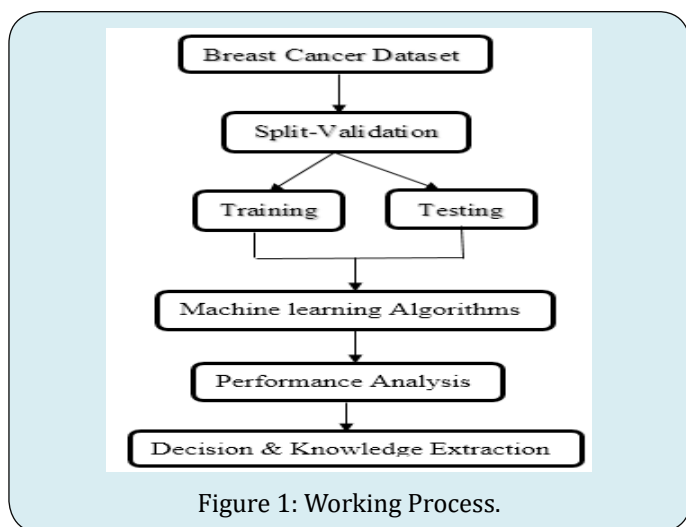 Breast Cancer Dataset
Split-Validation
Training Testing
Machine learning Algorithms
Performance Analysis
Decision & Knowledge Extraction
Figure 1: Working Process.